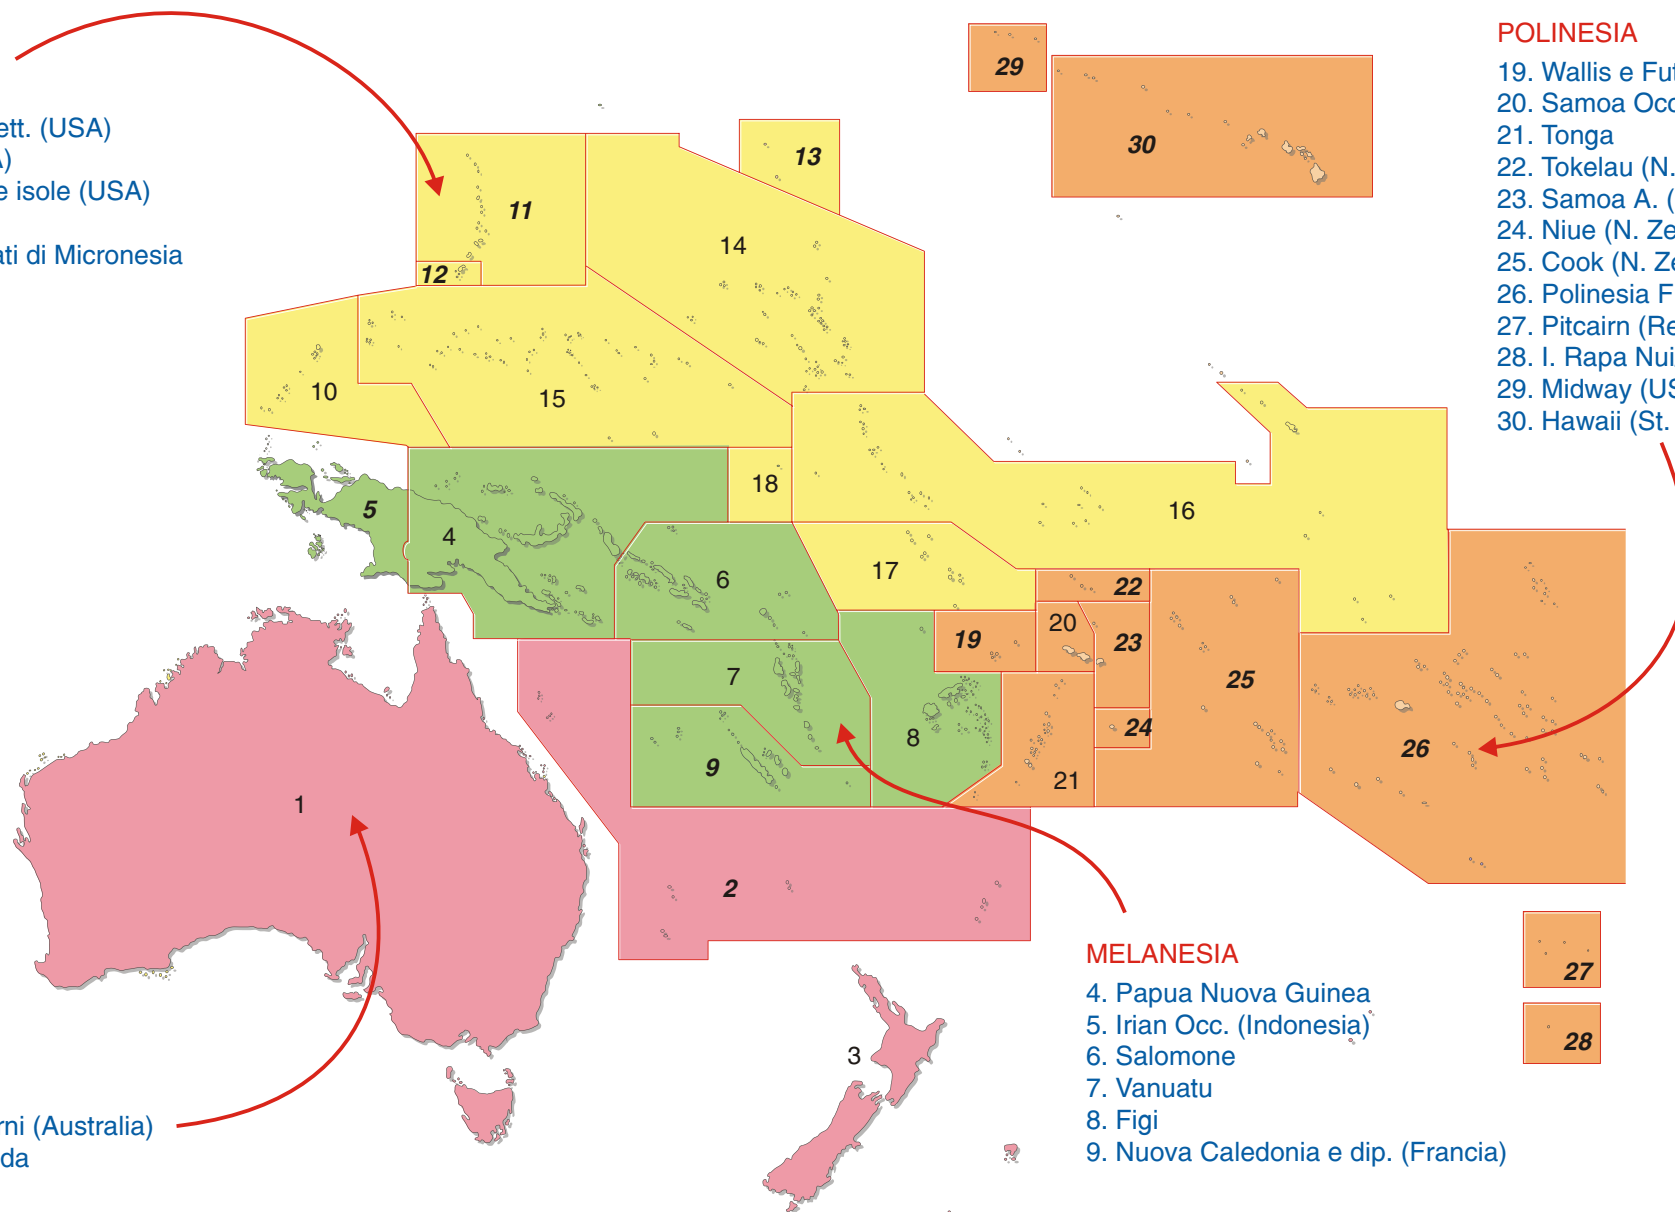 ett. (USA)
A)
e isole (USA)
ati di Micronesia
POLINESIA
19. Wallis e Fut
20. Samoa Occ
21. Tonga
22. Tokelau (N.
23. Samoa A. (
24. Niue (N. Ze
25. Cook (N. Ze
26. Polinesia F
27. Pitcairn (Re
28. I. Rapa Nui
29. Midway (US
30. Hawaii (St.
29
30
13
11
14
12
10
15
18
16
5
4
6
17
22
20
19
23
7
25
24
8
26
9
21
1
2
27
28
3
MELANESIA
4. Papua Nuova Guinea
5. Irian Occ. (Indonesia)
6. Salomone
7. Vanuatu
8. Figi
9. Nuova Caledonia e dip. (Francia)
rni (Australia)
da